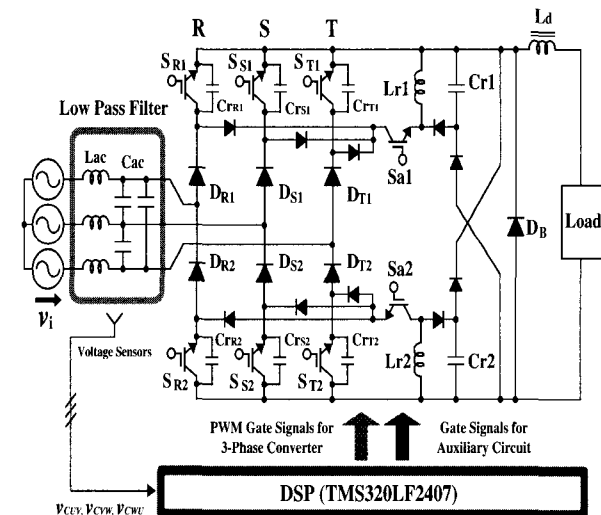 R S T
Ld
SR1 SS1 ST1
CrR1 CrS1 CrT1
Lr1 Cr1
Low Pass Filter
Lac Cac
Sa1
DR1 DS1 DT1
DB
Load
DR2 DS2 DT2
Sa2
vi
Voltage Sensors
CrR2 CrS2 CrT2
Lr2 Cr2
SR2 SS2 ST2
PWM Gate Signals for
3-Phase Converter
Gate Signals for
Auxiliary Circuit
DSP (TMS320LF2407)
vCUV, vCVW, vCWU